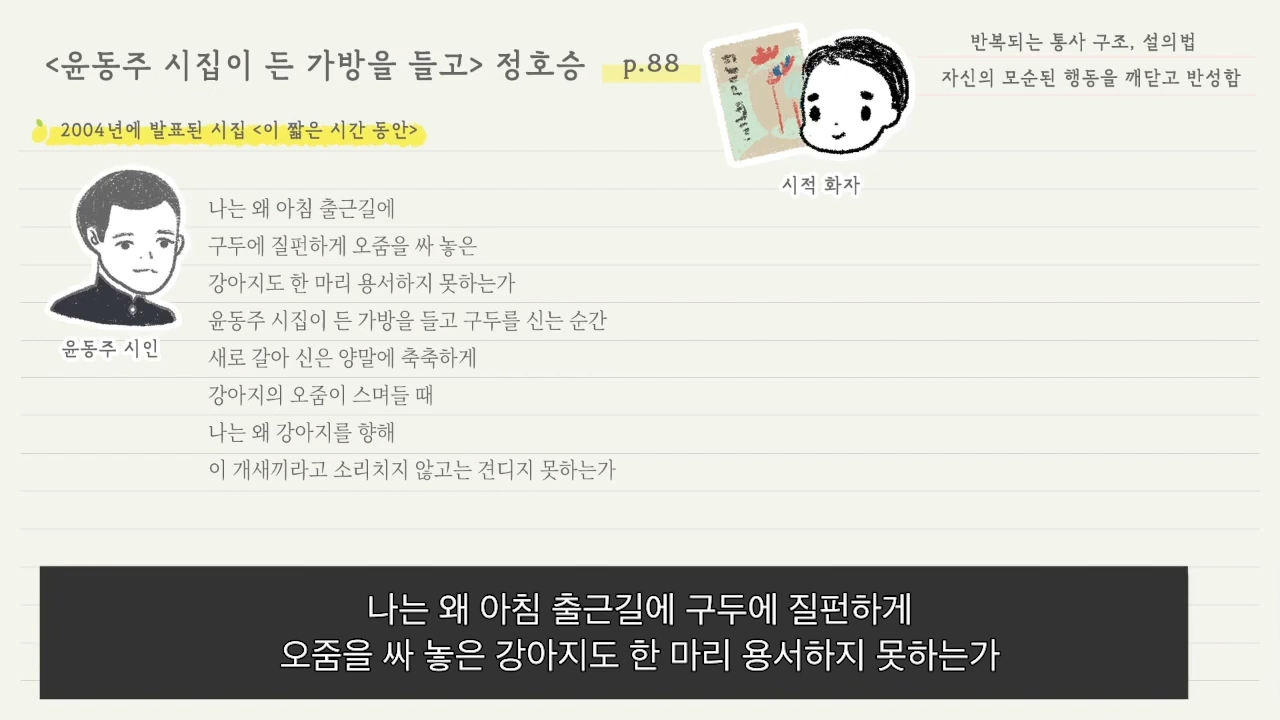 <윤동주 시집이 든 가방을 들고> 정호승 p.88
반복되는 통사 구조, 설의법
자신의 모순된 행동을 깨닫고 반성함
2004년에 발표된 시집 <이 짧은 시간 동안>
시적 화자
나는 왜 아침 출근길에
구두에 질펀하게 오줌을 싸 놓은
강아지도 한 마리 용서하지 못하는가
윤동주 시집이 든 가방을 들고 구두를 신는 순간
새로 갈아 신은 양말에 축축하게
강아지의 오줌이 스며들 때
나는 왜 강아지를 향해
이 개새끼라고 소리치지 않고는 견디지 못하는가
윤동주 시인
나는 왜 아침 출근길에 구두에 질펀하게
오줌을 싸 놓은 강아지도 한 마리 용서하지 못하는가